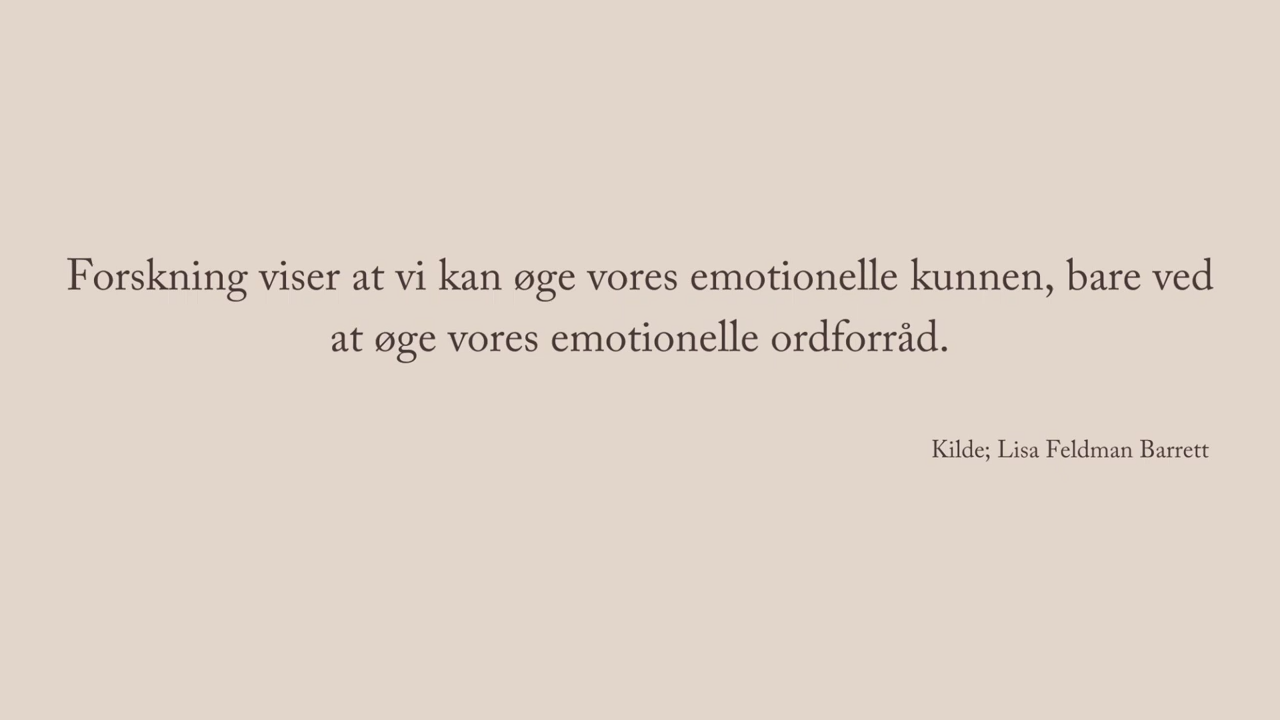 Forskning viser at vi kan øge vores emotionelle kunnen, bare ved
at øge vores emotionelle ordforråd.
Kilde; Lisa Feldman Barrett